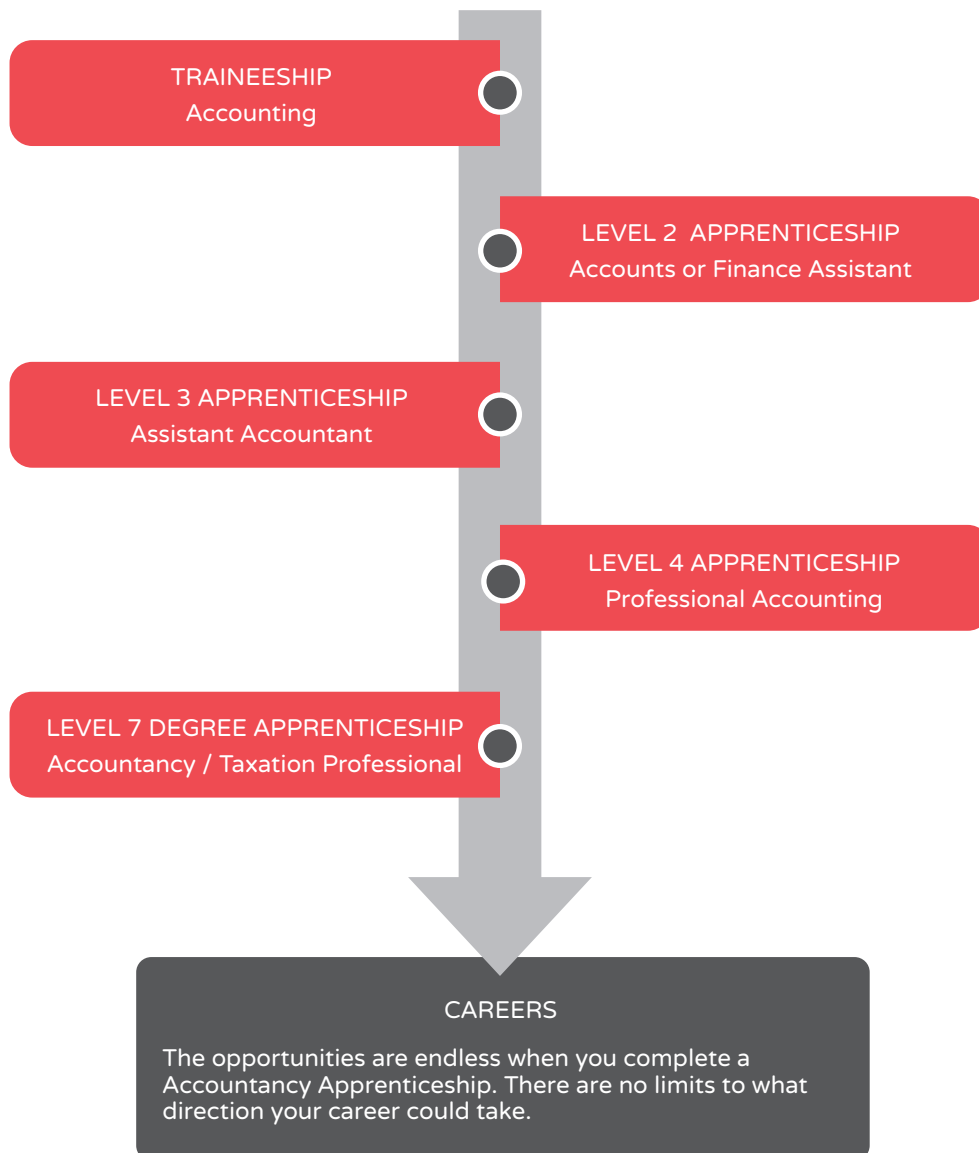 TRAINEESHIP
Accounting
LEVEL 2  APPRENTICESHIP
Accounts or Finance Assistant
LEVEL 3 APPRENTICESHIP
Assistant Accountant
LEVEL 4 APPRENTICESHIP
Professional Accounting
LEVEL 7 DEGREE APPRENTICESHIP
Accountancy / Taxation Professional
CAREERS
The opportunities are endless when you complete a
Accountancy Apprenticeship. There are no limits to what
direction your career could take.